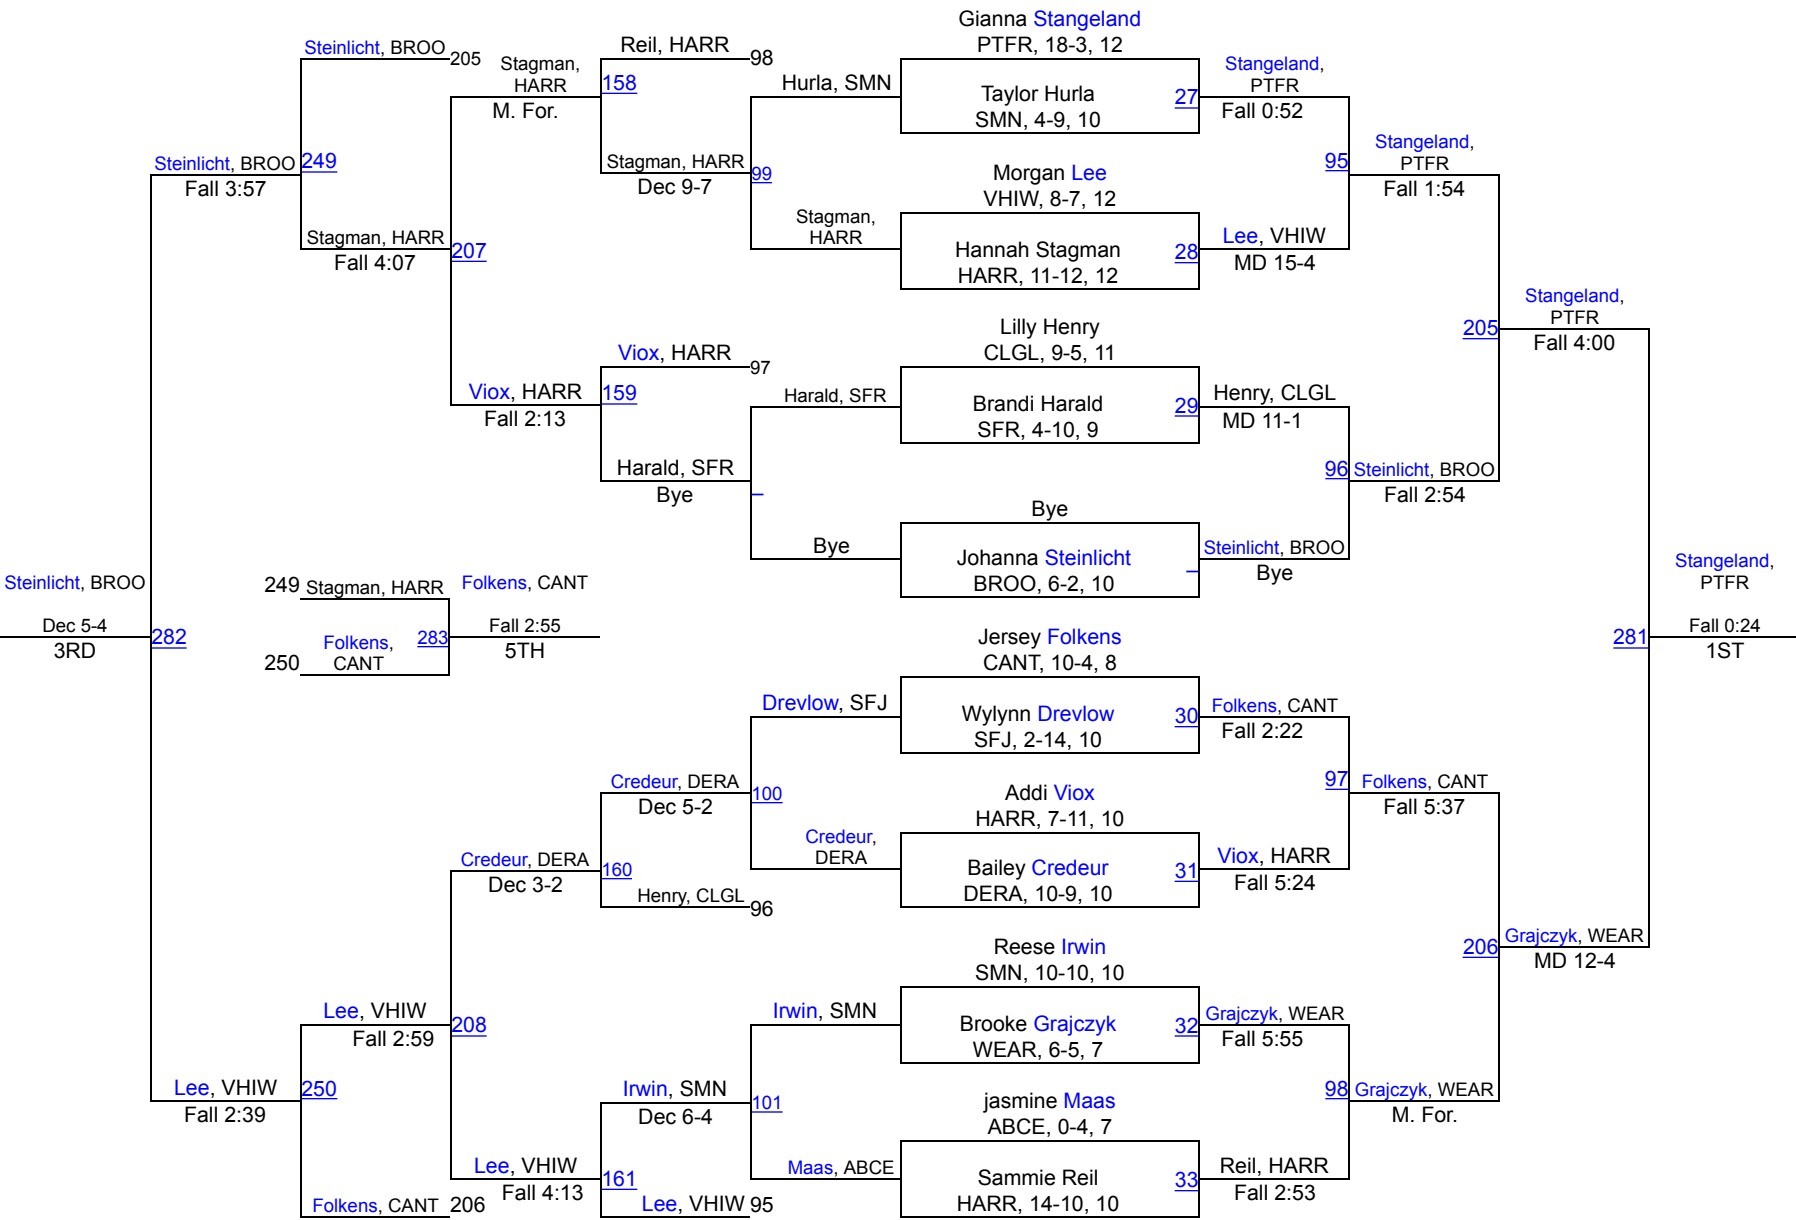 Gianna Stangeland
PTFR, 18-3, 12
Steinlicht, BROO
205
Reil, HARR
98
Stagman,
HARR
M. For.
158
Hurla, SMN
Taylor Hurla
SMN, 4-9, 10
27
Stangeland,
PTFR
Fall 0:52
Steinlicht, BROO
Fall 3:57
249
Stagman, HARR
Dec 9-7
99
Morgan Lee
VHIW, 8-7, 12
95
Stangeland,
PTFR
Fall 1:54
Stagman, HARR
Fall 4:07
207
Stagman,
HARR
Hannah Stagman
HARR, 11-12, 12
28
Lee, VHIW
MD 15-4
Lilly Henry
CLGL, 9-5, 11
205
Stangeland,
PTFR
Fall 4:00
Viox, HARR
97
Viox, HARR
Fall 2:13
159
Harald, SFR
Brandi Harald
SFR, 4-10, 9
29
Henry, CLGL
MD 11-1
Harald, SFR
Bye
–
96
Steinlicht, BROO
Fall 2:54
Bye
Bye
Johanna Steinlicht
BROO, 6-2, 10
–
Steinlicht, BROO
Bye
Steinlicht, BROO
Dec 5-4
3RD
282
249
Stagman, HARR
Folkens,
CANT
250
283
Folkens, CANT
Fall 2:55
5TH
Stangeland,
PTFR
281
Fall 0:24
1ST
Jersey Folkens
CANT, 10-4, 8
Drevlow, SFJ
Wylynn Drevlow
SFJ, 2-14, 10
30
Folkens, CANT
Fall 2:22
Credeur, DERA
Dec 5-2
100
Addi Viox
HARR, 7-11, 10
97
Folkens, CANT
Fall 5:37
Credeur, DERA
Dec 3-2
160
Credeur,
DERA
Bailey Credeur
DERA, 10-9, 10
31
Viox, HARR
Fall 5:24
Henry, CLGL
96
Reese Irwin
SMN, 10-10, 10
206
Grajczyk, WEAR
MD 12-4
Lee, VHIW
Fall 2:59
208
Irwin, SMN
Brooke Grajczyk
WEAR, 6-5, 7
32
Grajczyk, WEAR
Fall 5:55
Lee, VHIW
Fall 2:39
250
Irwin, SMN
Dec 6-4
101
jasmine Maas
ABCE, 0-4, 7
98
Grajczyk, WEAR
M. For.
Lee, VHIW
Fall 4:13
161
Maas, ABCE
Sammie Reil
HARR, 14-10, 10
33
Reil, HARR
Fall 2:53
Folkens, CANT
206
Lee, VHIW
95